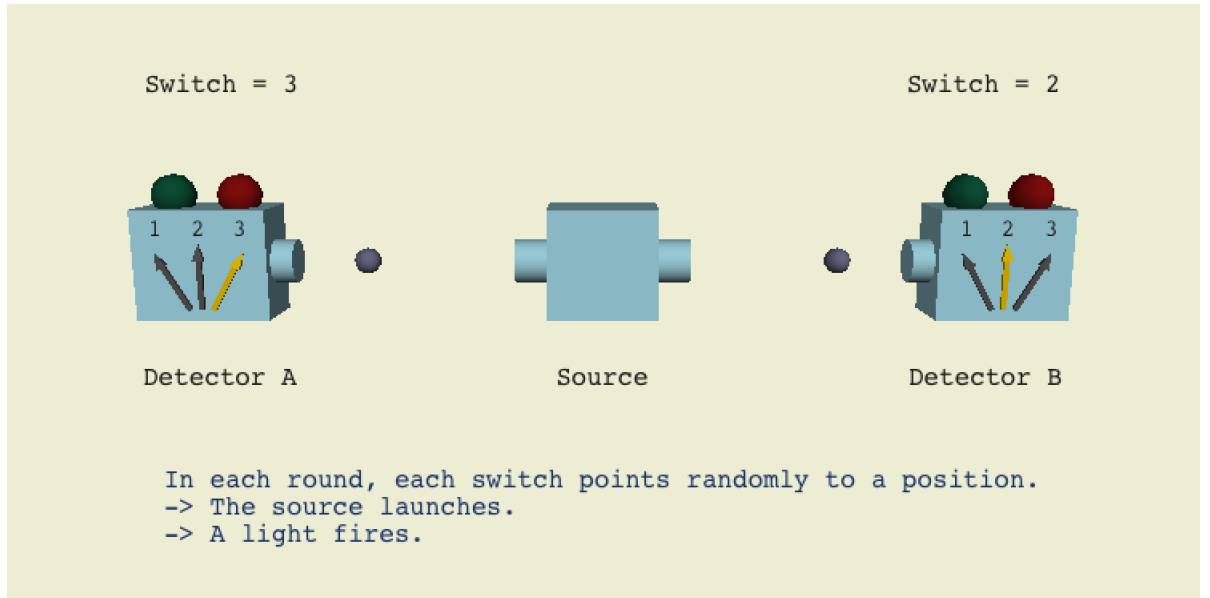 Switch = 3
Switch = 2
1 2 3
1 2 3
Detector A
Source
Detector B
In each round, each switch points randomly to a position.
-> The source launches.
-> A light fires.